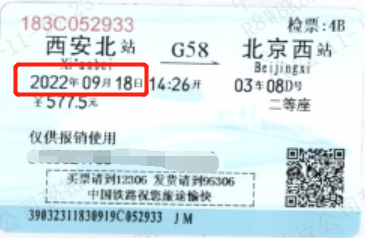 183C052933 检票:4B
西安北站 G58 北京西站
Xi'anbei Beijingxi
2022年09月18日14:26开 03车08D号
￥577.5元 二等座
仅供报销使用
买票请到12306 发货请到95306
中国铁路祝您旅途愉快
39032311830919C052933 JM